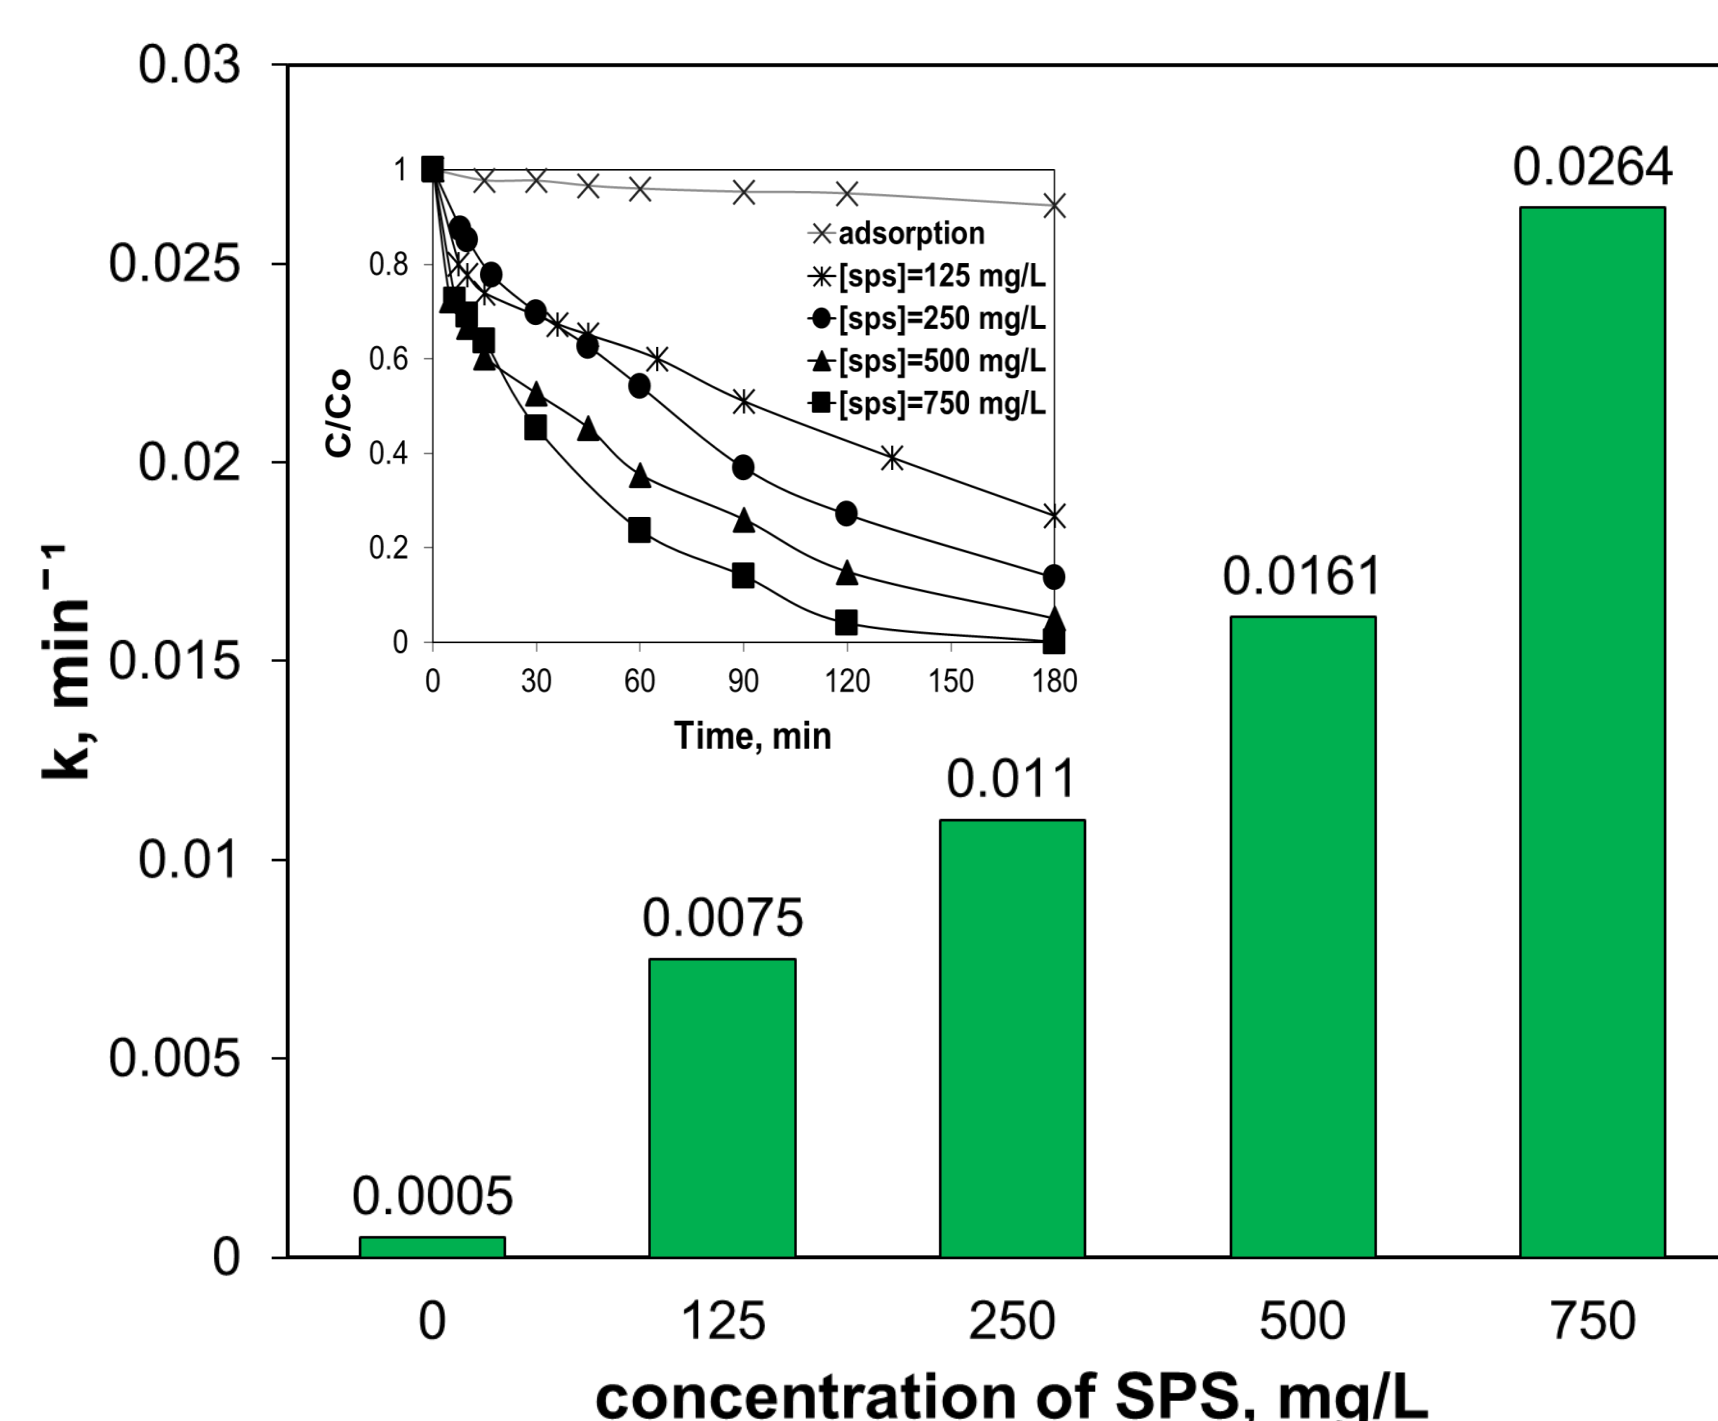 0.03
0.025
0.02
0.015
0.01
0.005
0
k, min⁻¹
0.0005
0.0075
0.011
0.0161
0.0264
0 125 250 500 750
concentration of SPS, mg/L
1
0.8
0.6
0.4
0.2
0
C/Co
adsorption
[sps]=125 mg/L
[sps]=250 mg/L
[sps]=500 mg/L
[sps]=750 mg/L
0 30 60 90 120 150 180
Time, min